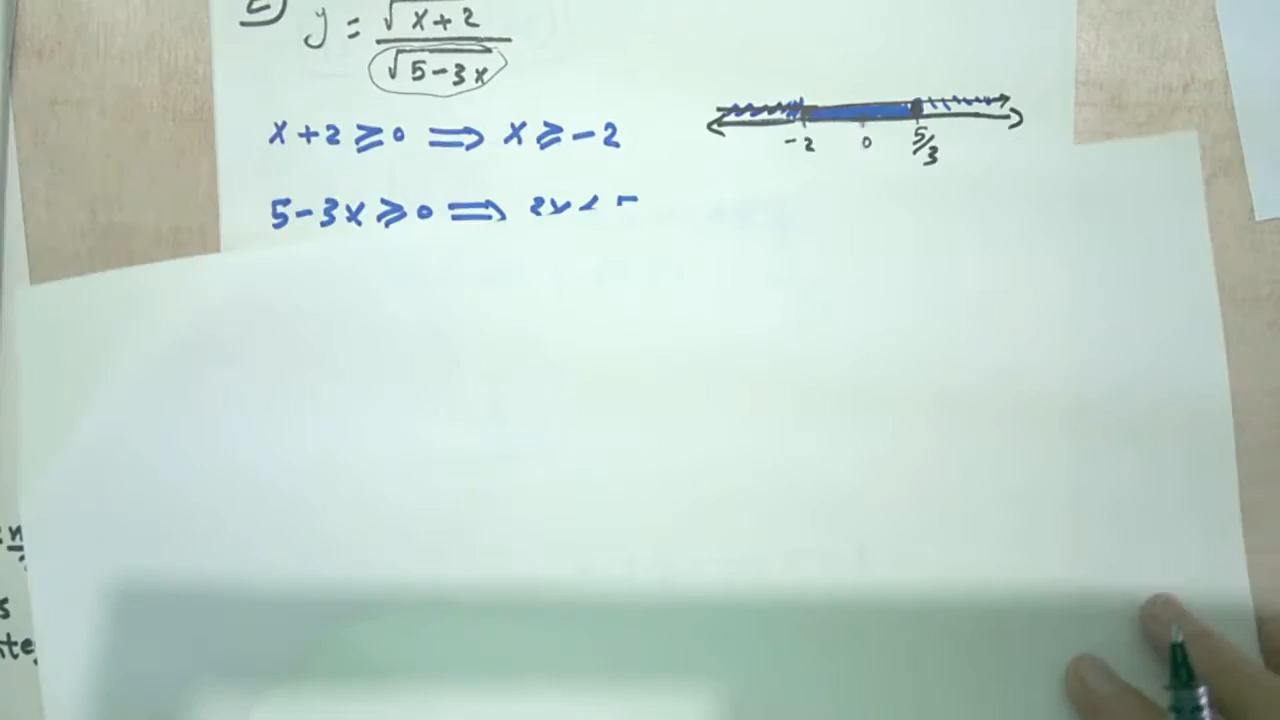 y = √x+2 / √5-3x
x+2 ≥ 0 ⟹ x ≥ -2
-2 0 5/3
5-3x ≥ 0 ⟹